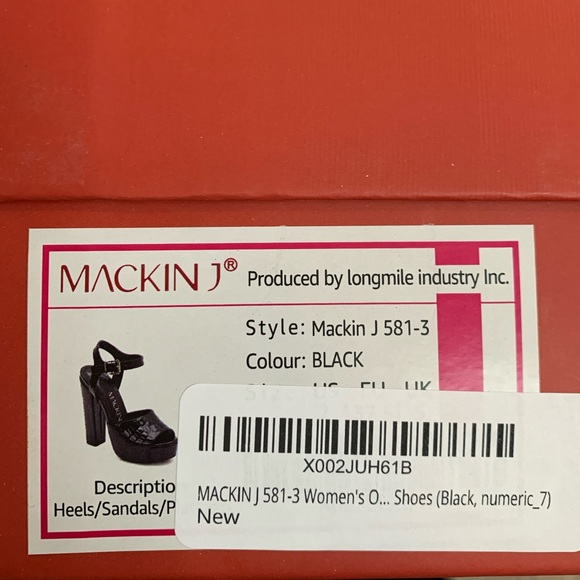 MACKIN J® Produced by longmile industry Inc.
Style: Mackin J 581-3
Colour: BLACK
MACKIN J
X002JUH61B
MACKIN J 581-3 Women's O... Shoes (Black, numeric_7)
New
Descriptio
Heels/Sandals/P